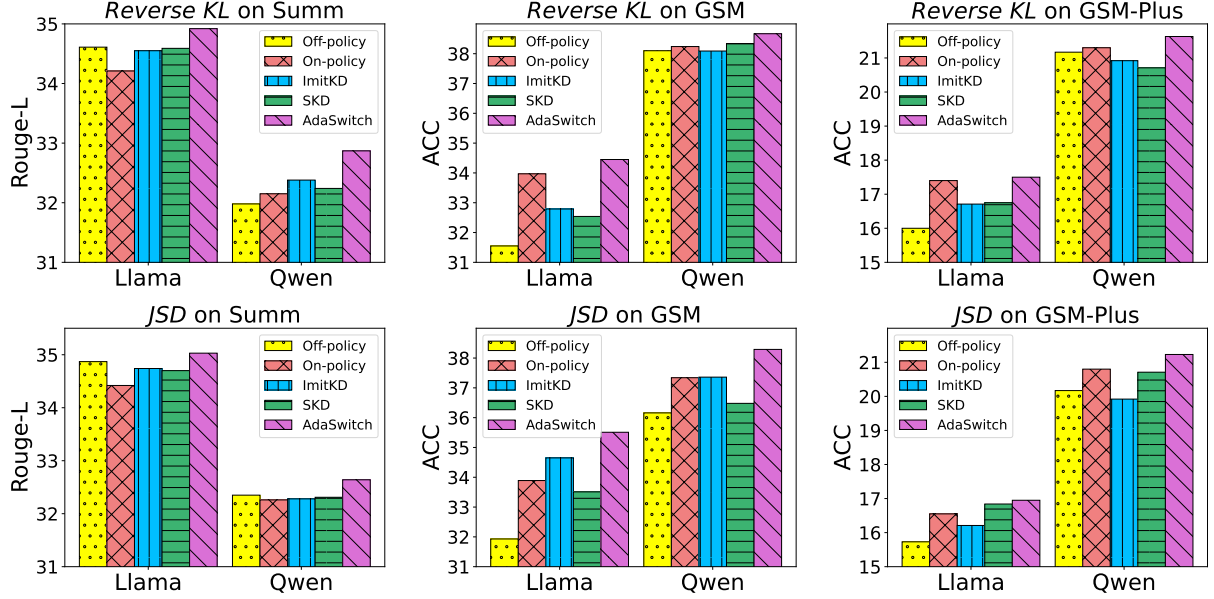 Reverse KL on Summ
Rouge-L
35
34
33
32
31
Off-policy
On-policy
ImitKD
SKD
AdaSwitch
Llama
Qwen
Reverse KL on GSM
ACC
38
37
36
35
34
33
32
31
Off-policy
On-policy
ImitKD
SKD
AdaSwitch
Llama
Qwen
Reverse KL on GSM-Plus
ACC
21
20
19
18
17
16
15
Off-policy
On-policy
ImitKD
SKD
AdaSwitch
Llama
Qwen
JSD on Summ
Rouge-L
35
34
33
32
31
Off-policy
On-policy
ImitKD
SKD
AdaSwitch
Llama
Qwen
JSD on GSM
ACC
38
37
36
35
34
33
32
31
Off-policy
On-policy
ImitKD
SKD
AdaSwitch
Llama
Qwen
JSD on GSM-Plus
ACC
21
20
19
18
17
16
15
Off-policy
On-policy
ImitKD
SKD
AdaSwitch
Llama
Qwen